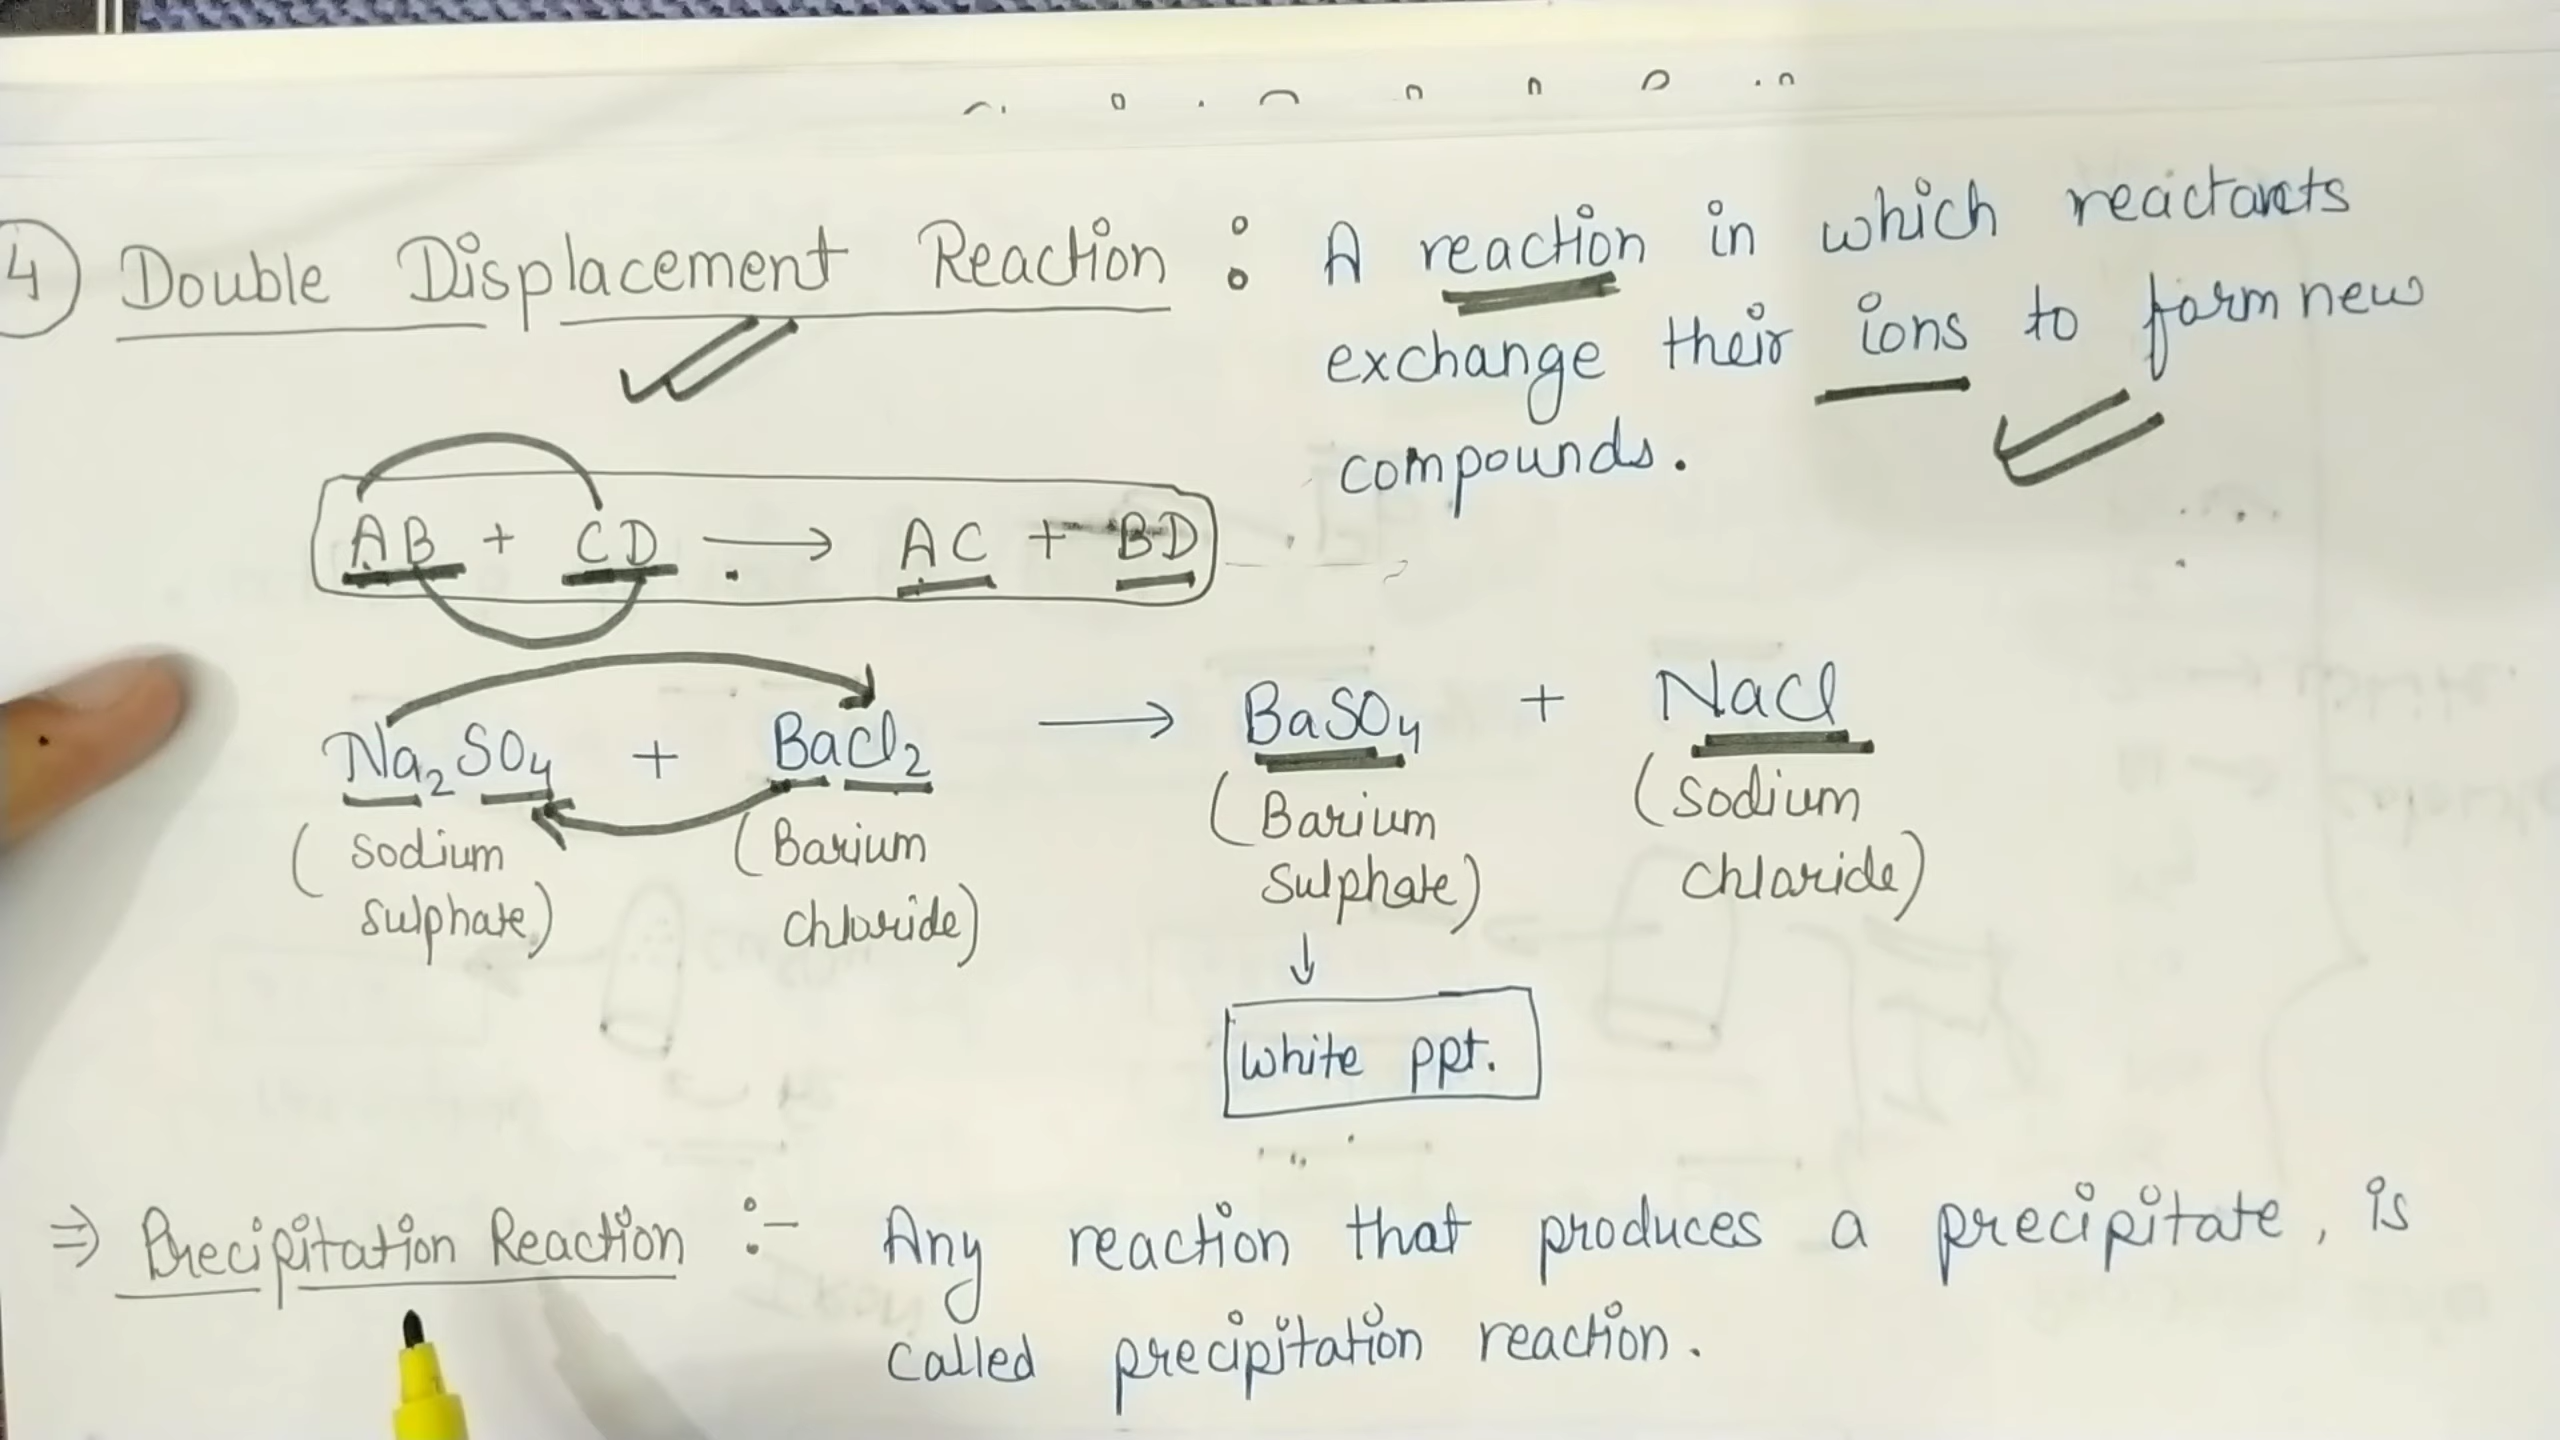 4 Double Displacement Reaction : A reaction in which reactants
exchange their ions to form new
compounds.
AB + CD → AC + BD
Na₂SO₄ + BaCl₂ → BaSO₄ + NaCl
(Sodium sulphate) (Barium chloride) (Barium sulphate) (Sodium chloride)
↓
white ppt.
⇒ Precipitation Reaction :- Any reaction that produces a precipitate, is
called precipitation reaction.